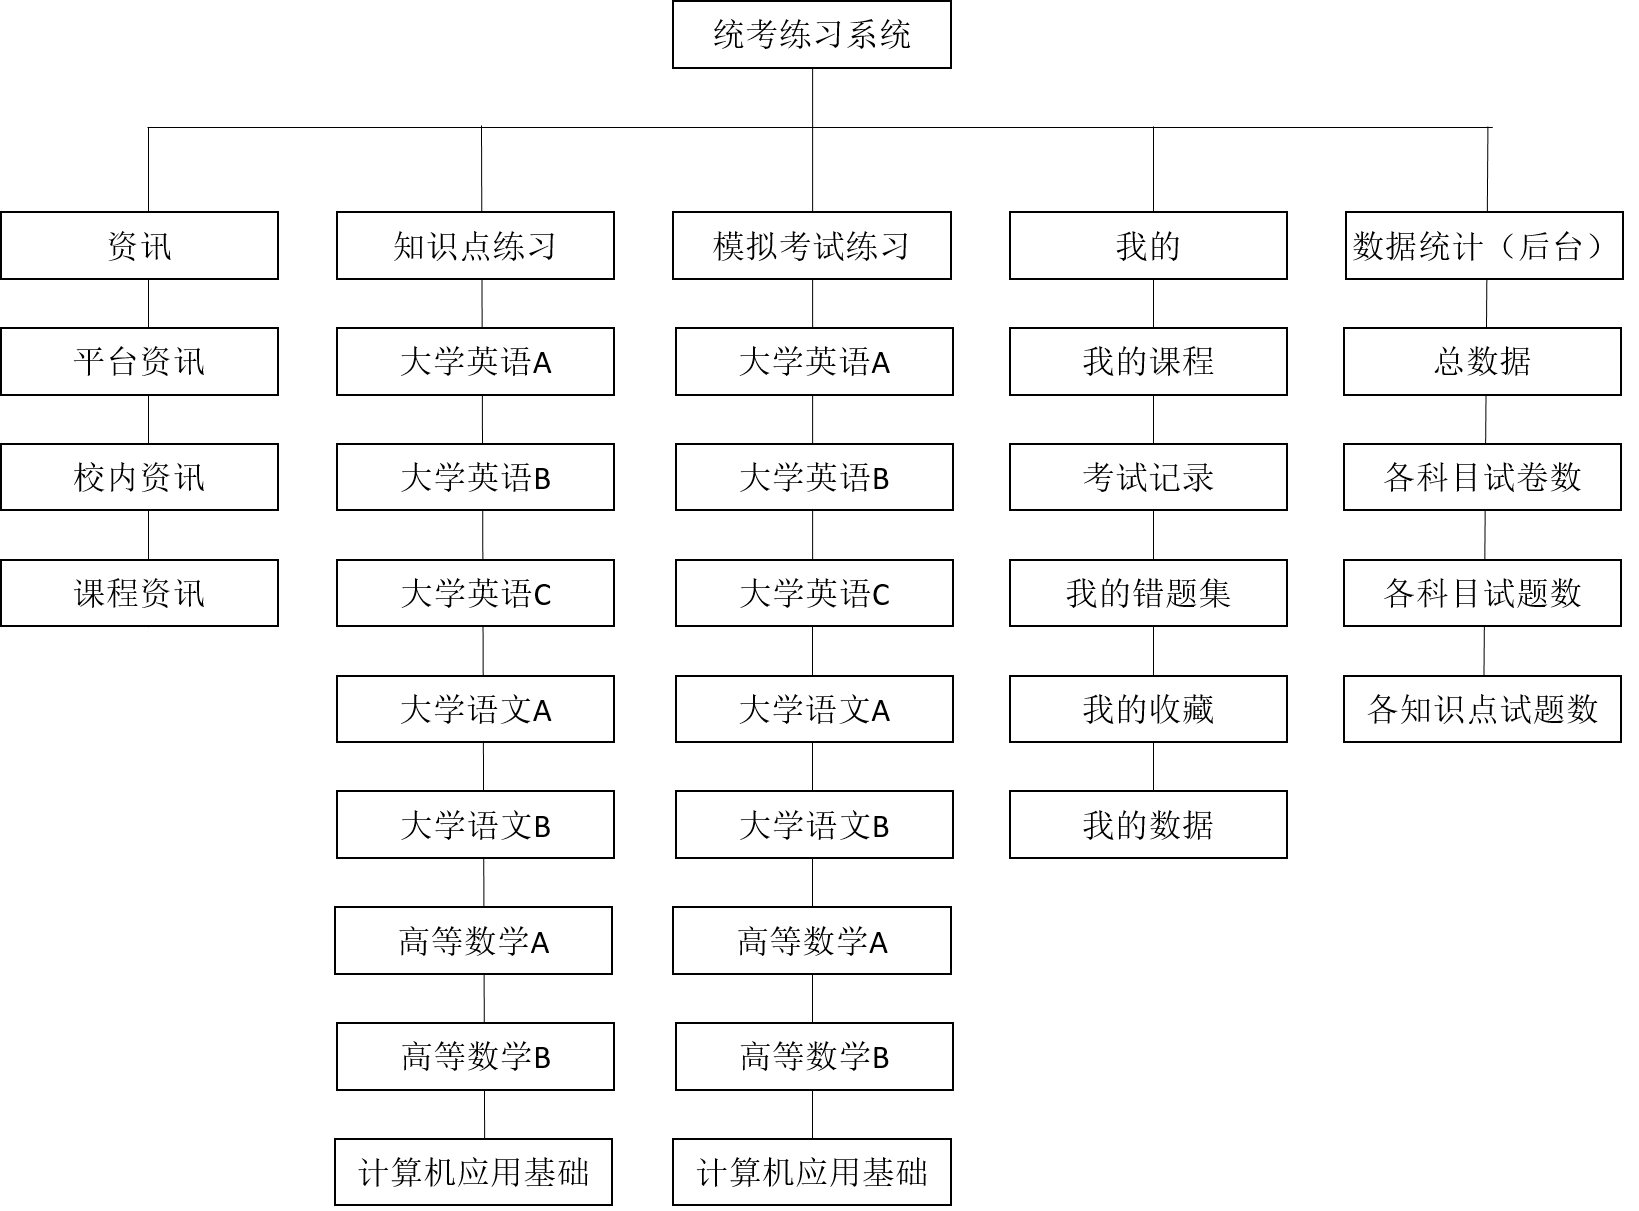 统考练习系统
资讯
知识点练习
模拟考试练习
我的
数据统计（后台）
平台资讯
大学英语A
大学英语A
我的课程
总数据
校内资讯
大学英语B
大学英语B
考试记录
各科目试卷数
课程资讯
大学英语C
大学英语C
我的错题集
各科目试题数
大学语文A
大学语文A
我的收藏
各知识点试题数
大学语文B
大学语文B
我的数据
高等数学A
高等数学A
高等数学B
高等数学B
计算机应用基础
计算机应用基础